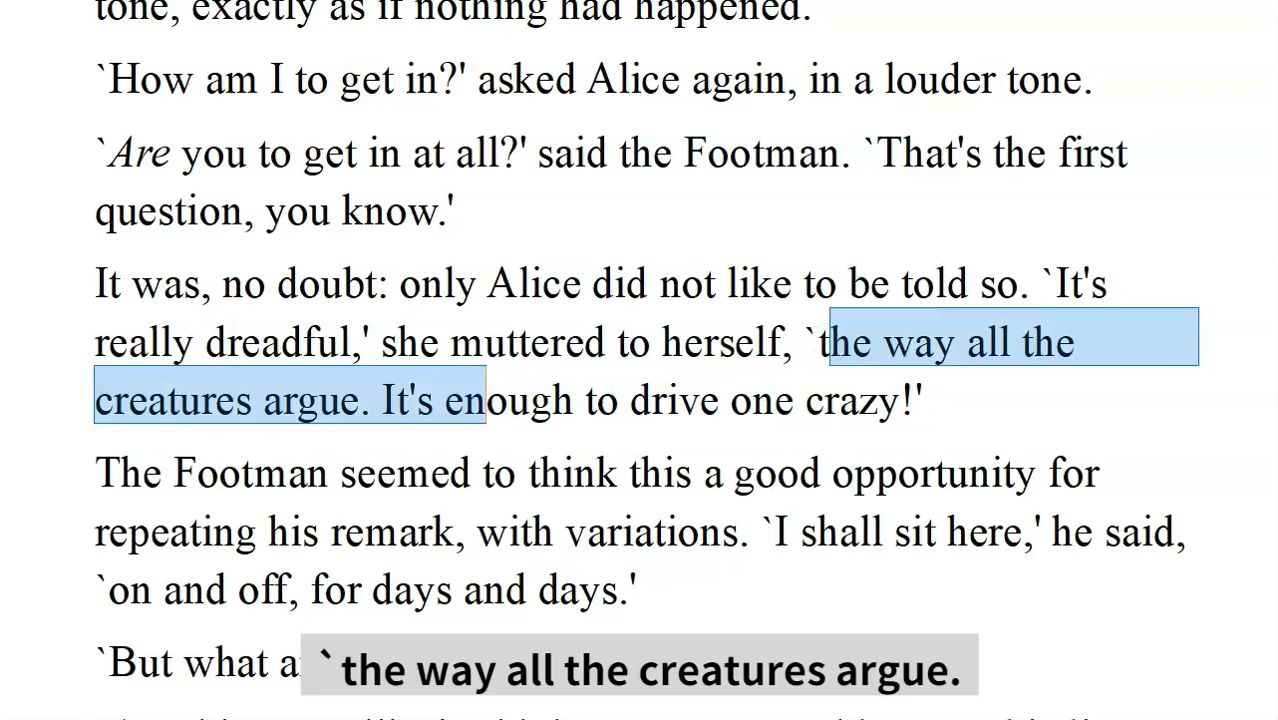 tone, exactly as if nothing had happened.
`How am I to get in?' asked Alice again, in a louder tone.
`Are you to get in at all?' said the Footman. `That's the first
question, you know.'
It was, no doubt: only Alice did not like to be told so. `It's
really dreadful,' she muttered to herself, `the way all the
creatures argue. It's enough to drive one crazy!'
The Footman seemed to think this a good opportunity for
repeating his remark, with variations. `I shall sit here,' he said,
`on and off, for days and days.'
`But what
`the way all the creatures argue.